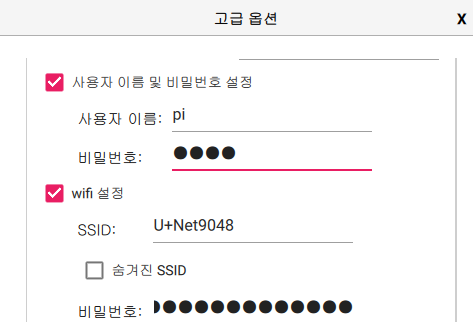 고급 옵션 X
사용자 이름 및 비밀번호 설정
사용자 이름: pi
비밀번호: ●●●●
wifi 설정
SSID: U+Net9048
숨겨진 SSID
비밀번호: ●●●●●●●●●●●●●